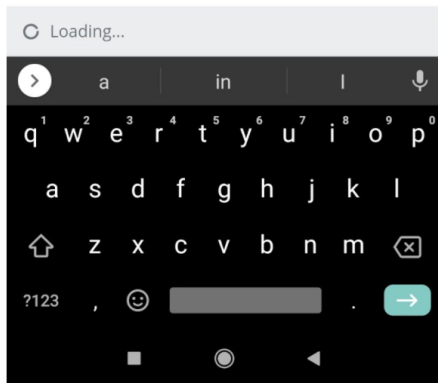 Loading...
a in I
q1 w2 e3 r4 t5 y6 u7 i8 o9 p0
a s d f g h j k l
z x c v b n m
?123 , .